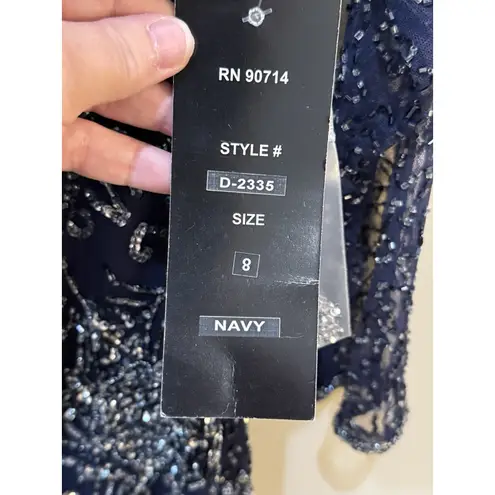 RN 90714
STYLE #
D-2335
SIZE
8
NAVY